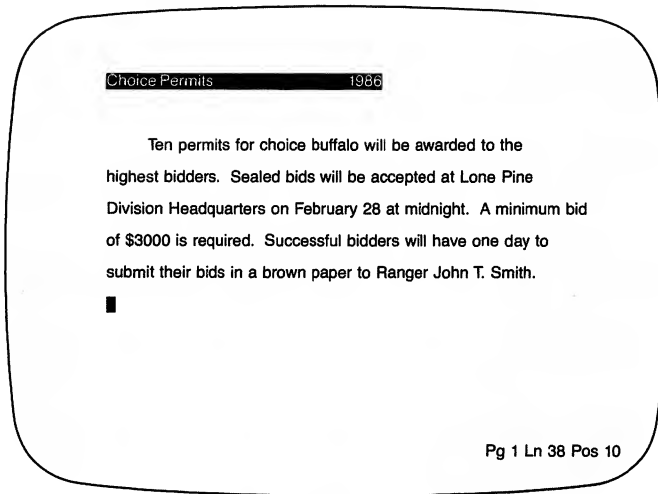 Choice Permits 1986
Ten permits for choice buffalo will be awarded to the
highest bidders. Sealed bids will be accepted at Lone Pine
Division Headquarters on February 28 at midnight. A minimum bid
of $3000 is required. Successful bidders will have one day to
submit their bids in a brown paper to Ranger John T. Smith.
Pg 1 Ln 38 Pos 10